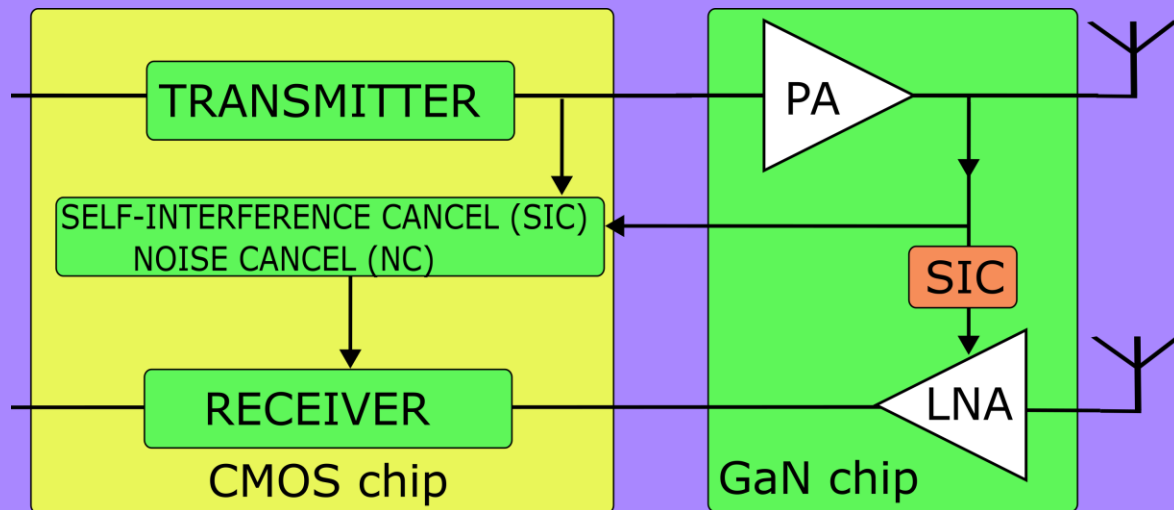 TRANSMITTER
PA
SELF-INTERFERENCE CANCEL (SIC)
NOISE CANCEL (NC)
SIC
RECEIVER
LNA
CMOS chip
GaN chip